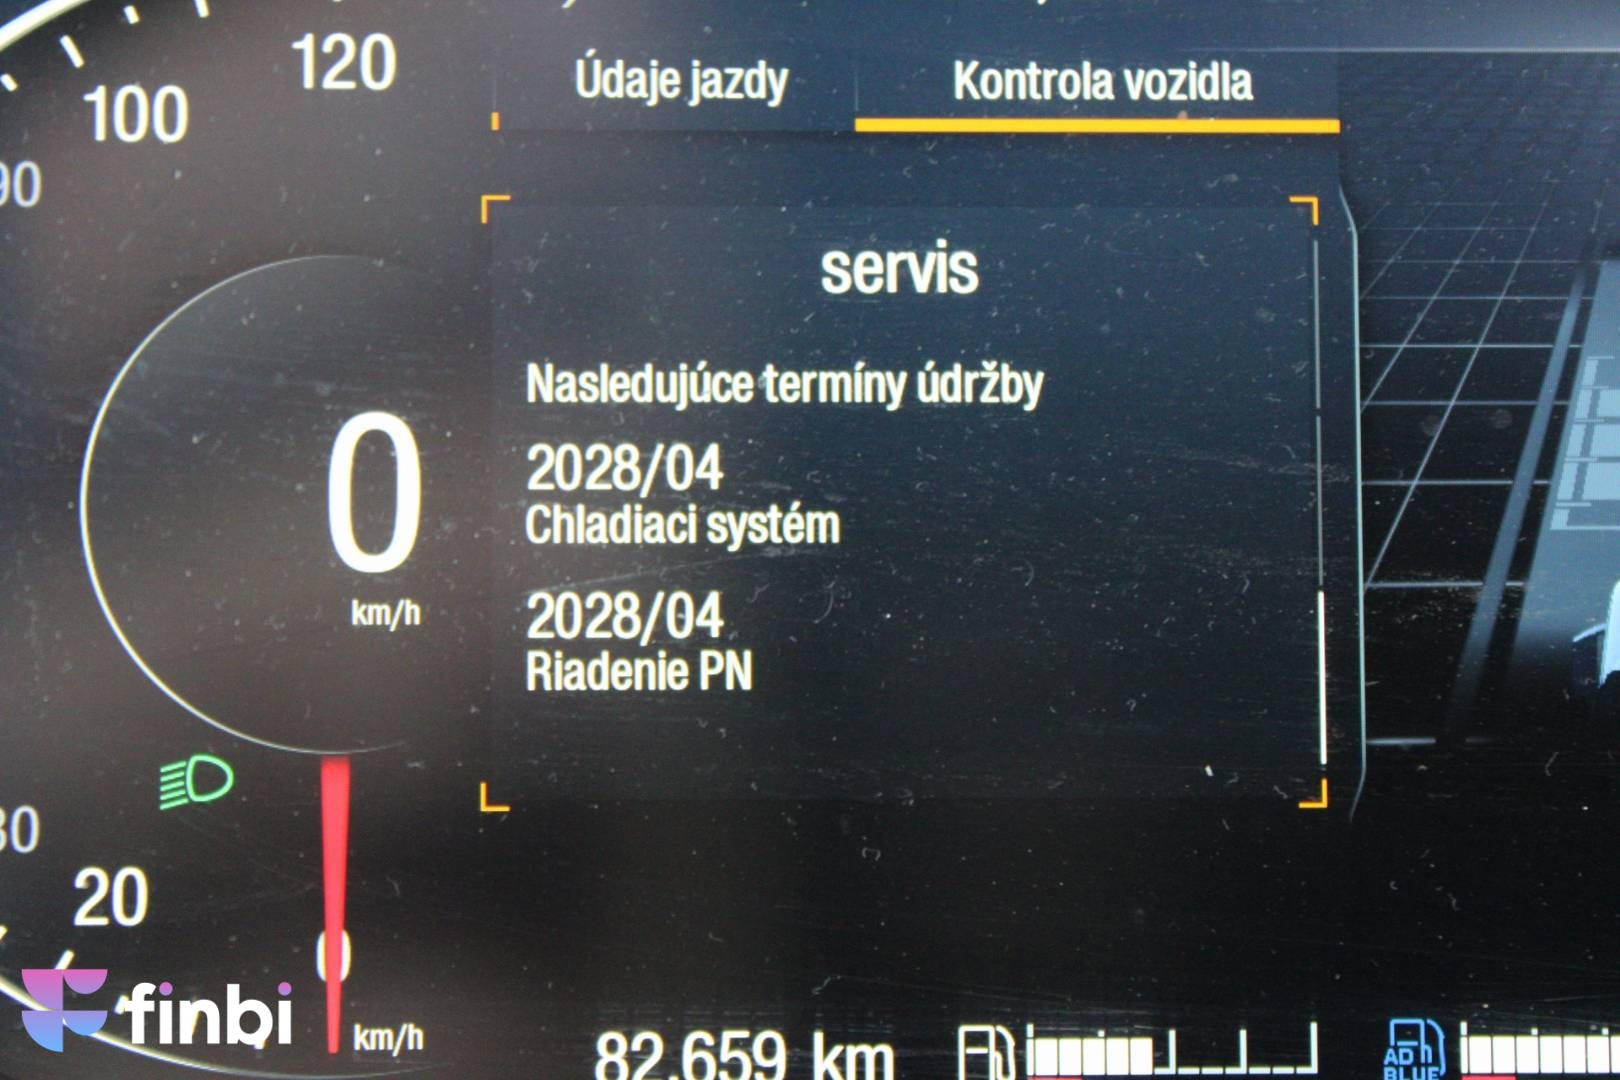 120
100
90
Údaje jazdy
Kontrola vozidla
servis
Nasledujúce termíny údržby
2028/04
Chladiaci systém
2028/04
Riadenie PN
0
km/h
20
0
km/h
finbi
82.659 km
AD
BLUE